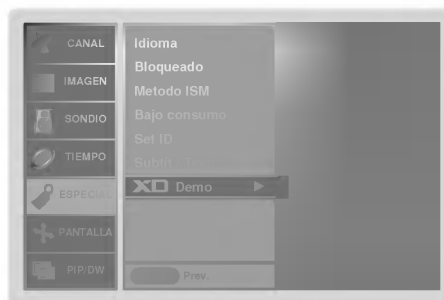 CANAL
IMAGEN
SONDIO
TIEMPO
ESPECIAL
PANTALLA
PIP/DW
Idioma
Bloqueado
Metodo ISM
Bajo consumo
Set ID
Subtit
XD Demo
Prev.